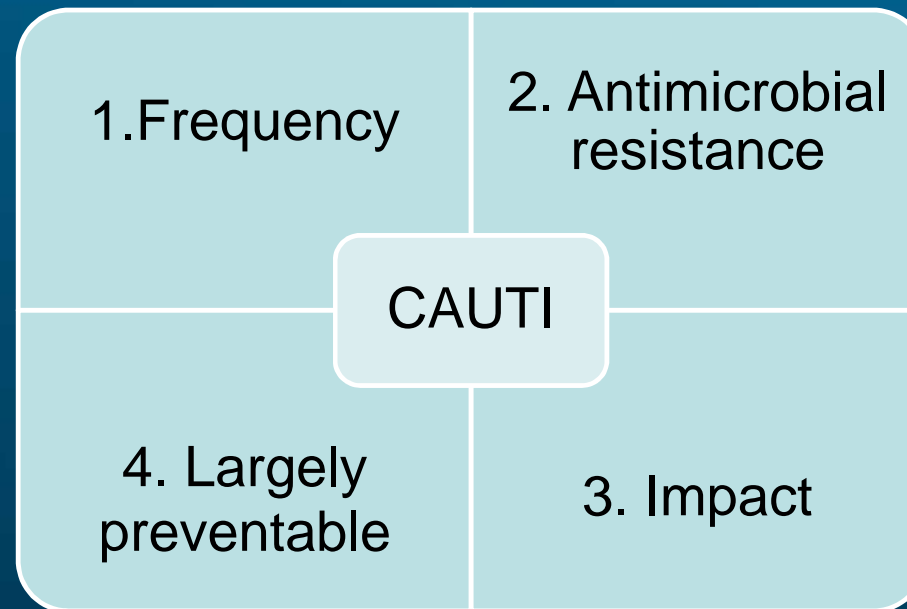 1.Frequency
2. Antimicrobial
resistance
CAUTI
4. Largely
preventable
3. Impact